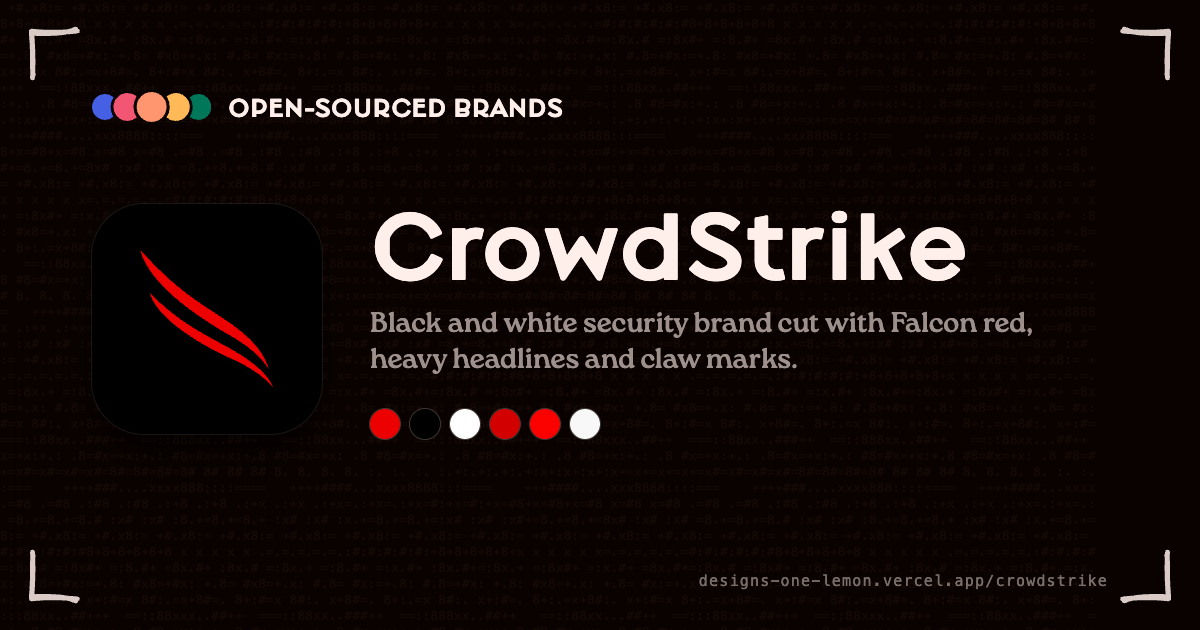 OPEN-SOURCED BRANDS
CrowdStrike
Black and white security brand cut with Falcon red,
heavy headlines and claw marks.
designs-one-lemon.vercel.app/crowdstrike